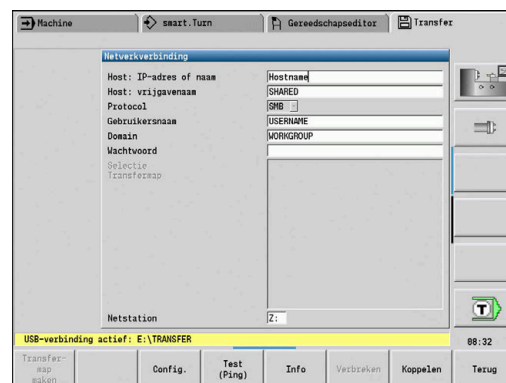 Machine
smart.Turn
Gereedschapseditor
Transfer
Netverkverbinding
Host: IP-adres of naam
Hostname
Host: vrijgavenaam
SHARED
Protocol
SMB
Gebruikersnaam
USERNAME
Domain
WORKGROUP
Wachtwoord
Selectie
Transfermap
Netstation
Z:
T
USB-verbinding actief: E:\TRANSFER
08:32
Transfer-
map
maken
Config.
Test
(Ping)
Info
Verbreken
Koppelen
Terug